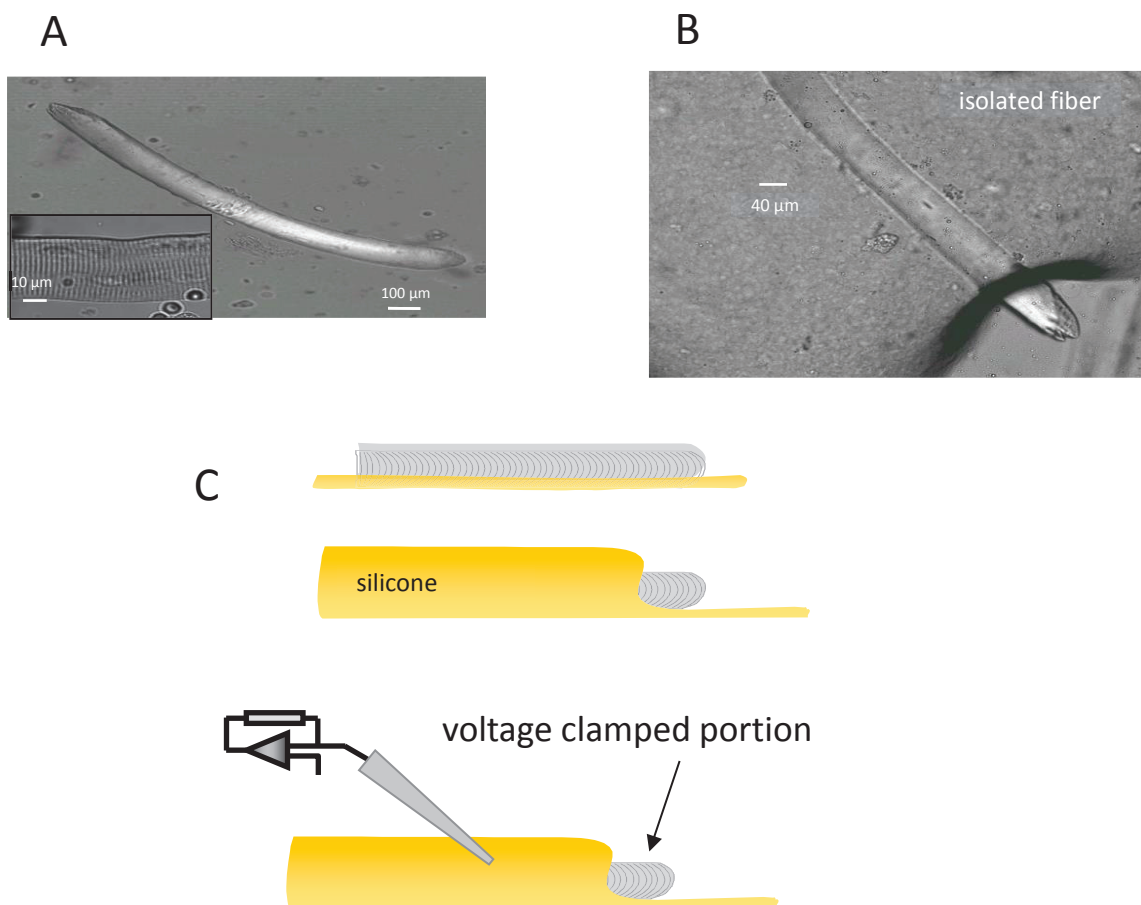 A
B
isolated fiber
40 µm
10 µm
100 µm
C
silicone
voltage clamped portion